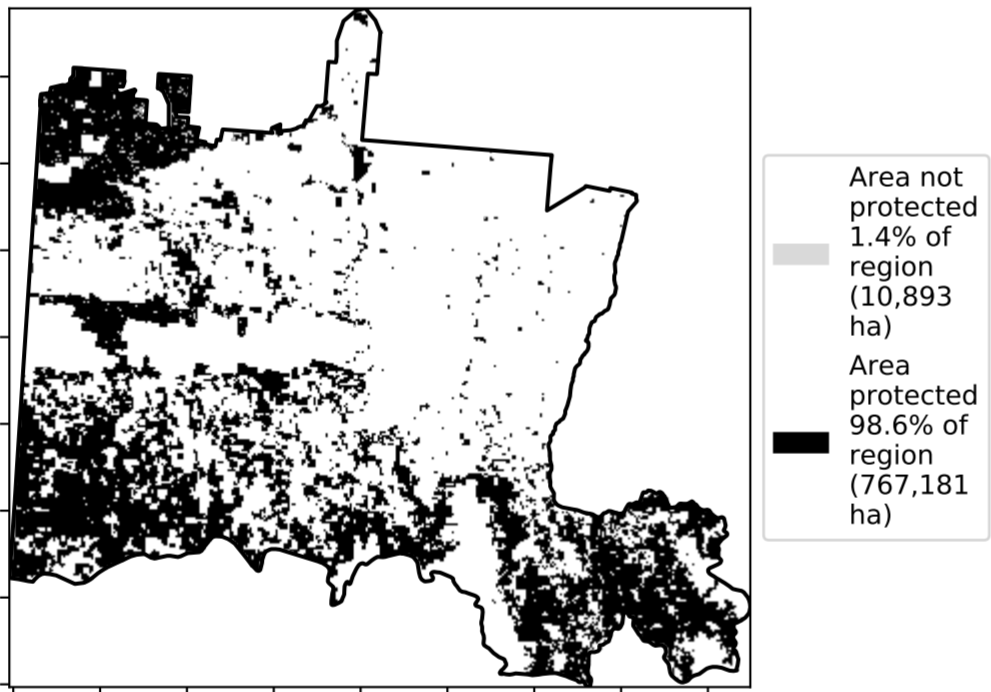 Area not
protected
1.4% of
region
(10,893
ha)
Area
protected
98.6% of
region
(767,181
ha)